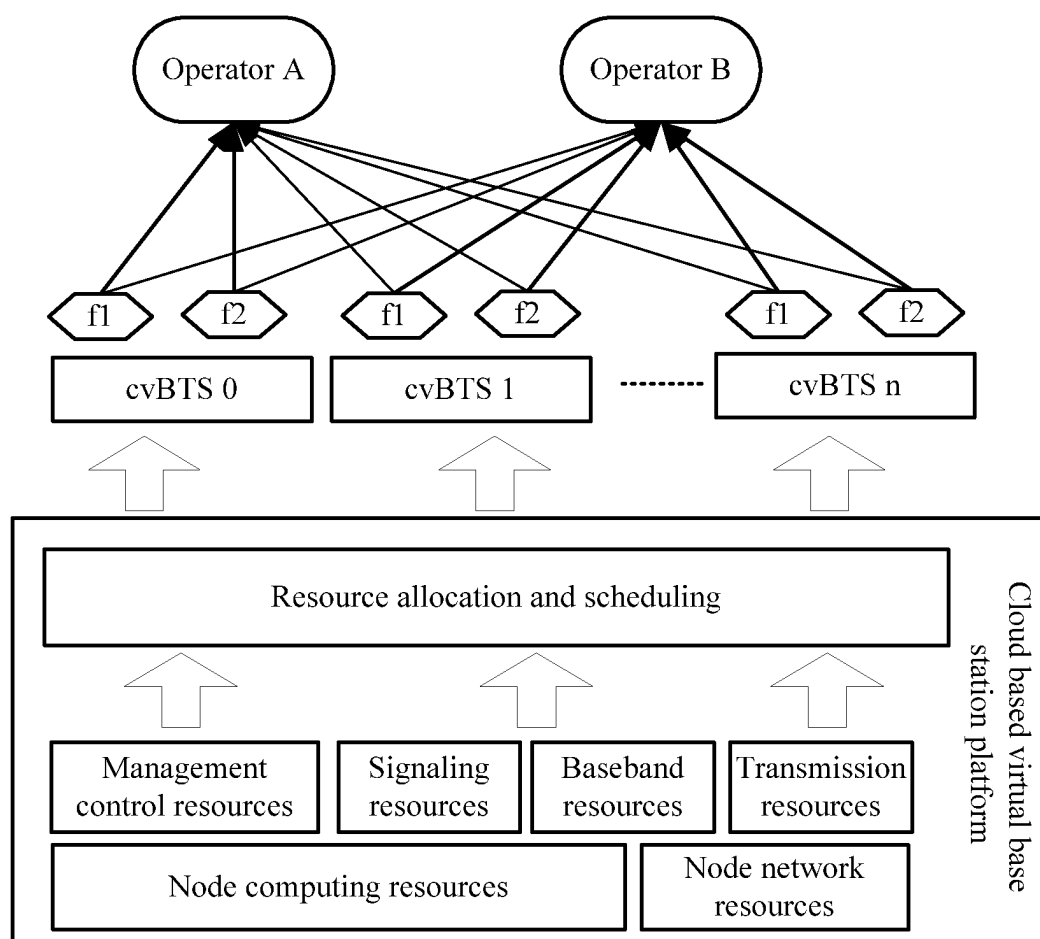 Operator A
Operator B
f1
f2
f1
f2
f1
f2
cvBTS 0
cvBTS 1
cvBTS n
Resource allocation and scheduling
Management
control resources
Signaling
resources
Baseband
resources
Transmission
resources
Node computing resources
Node network
resources
Cloud based virtual base
station platform